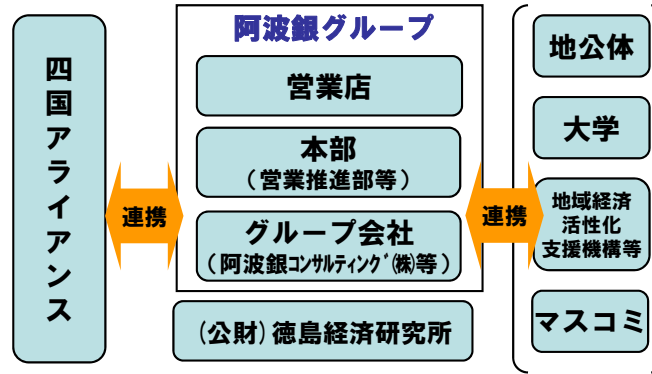 四国アライアンス
連携
阿波銀グループ
営業店
本部
（営業推進部等）
グループ会社
（阿波銀ｺﾝｻﾙﾃｨﾝｸﾞ㈱等）
(公財)徳島経済研究所
連携
地公体
大学
地域経済
活性化
支援機構等
マスコミ